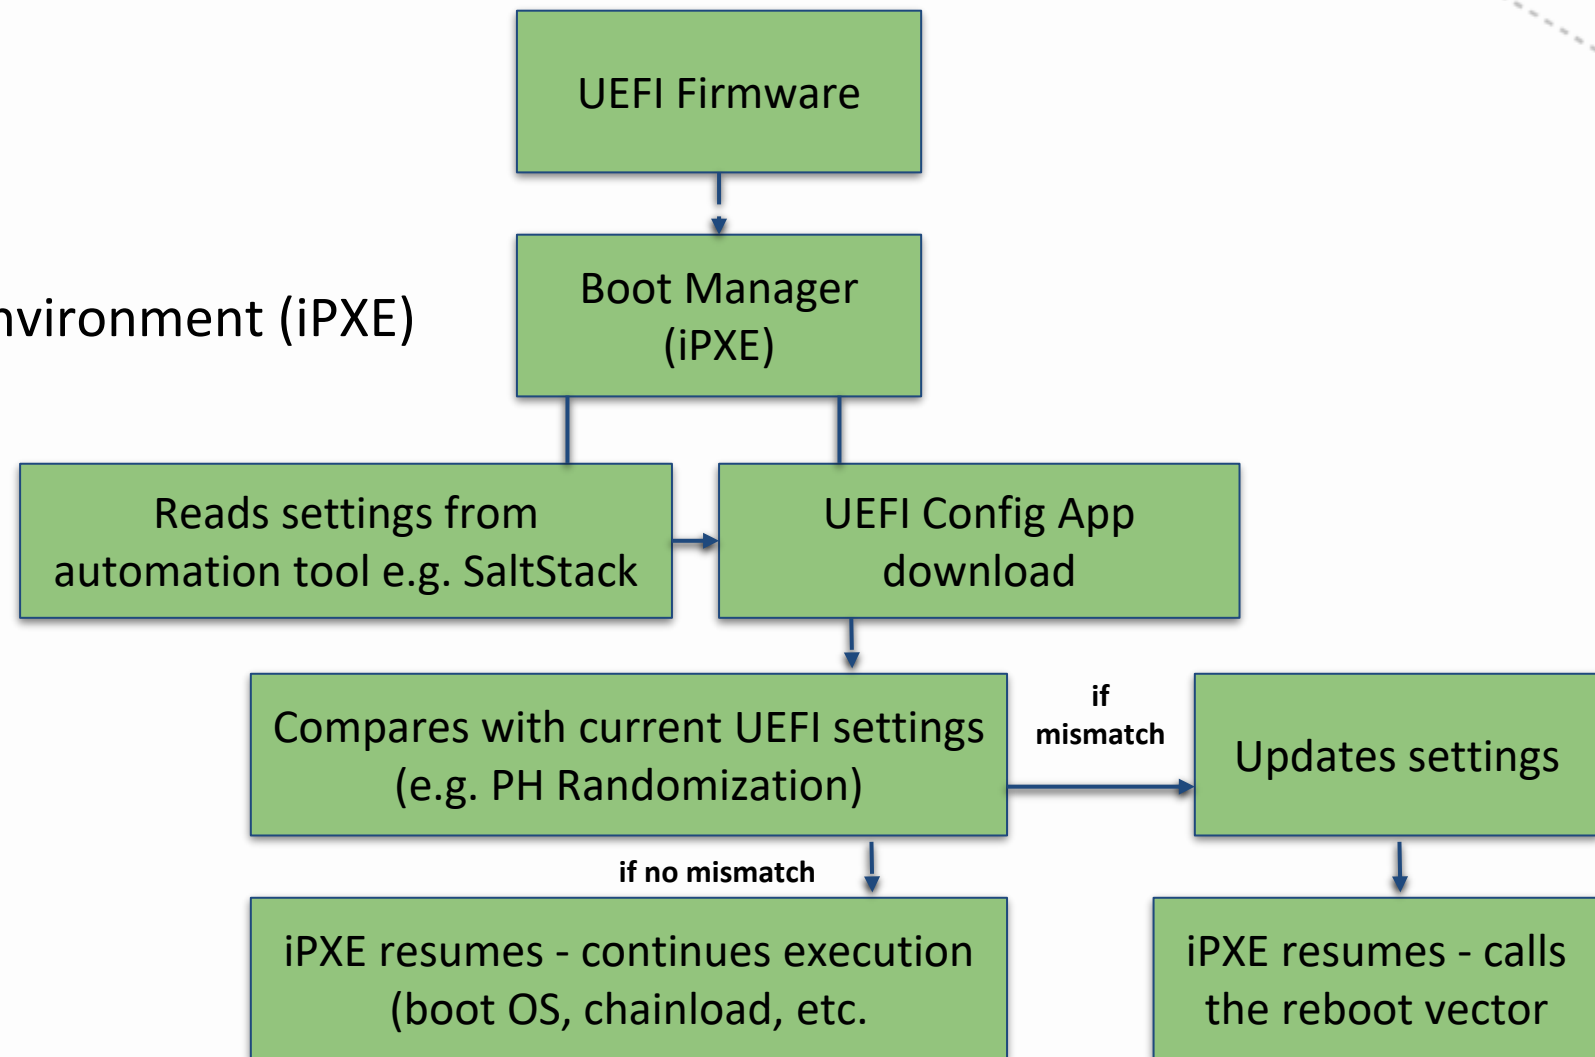 UEFI Firmware
Boot Manager
(iPXE)
nvironment (iPXE)
Reads settings from
automation tool e.g. SaltStack
UEFI Config App
download
Compares with current UEFI settings
(e.g. PH Randomization)
if
mismatch
Updates settings
if no mismatch
iPXE resumes - continues execution
(boot OS, chainload, etc.
iPXE resumes - calls
the reboot vector